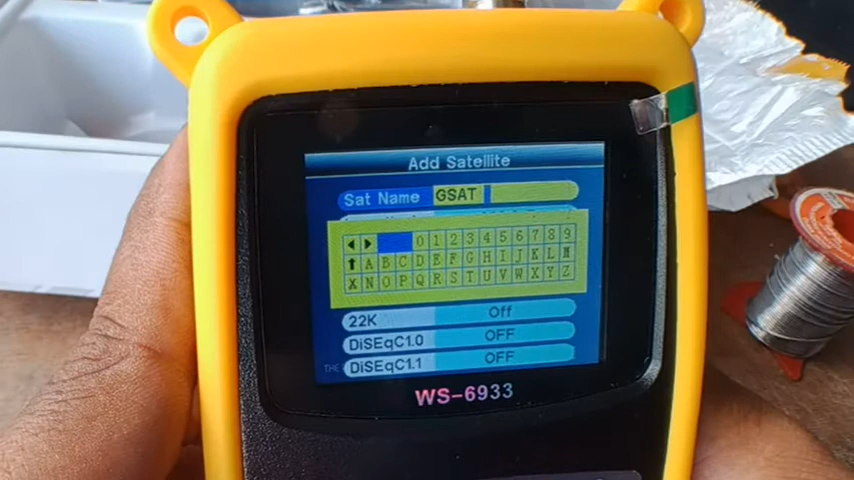 Add Satellite
Sat Name GSAT
0 1 2 3 4 5 6 7 8 9
A B C D E F G H I J K L M
X N O P Q R S T U V W X Y Z
22K Off
DiSEqC1.0 OFF
DiSEqC1.1 OFF
THE
WS-6933